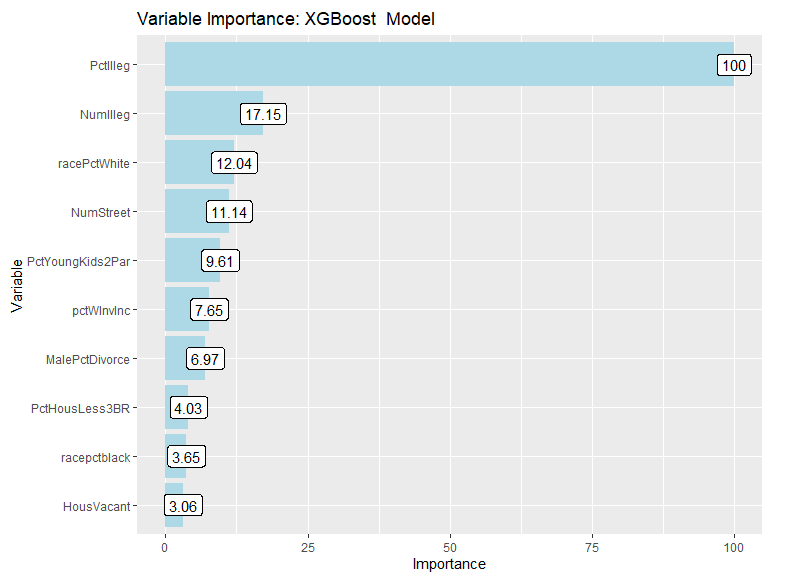 Variable Importance: XGBoost  Model
Variable
PctIlleg 100
NumIlleg 17.15
racePctWhite 12.04
NumStreet 11.14
PctYoungKids2Par 9.61
pctWInvInc 7.65
MalePctDivorce 6.97
PctHousLess3BR 4.03
racepctblack 3.65
HousVacant 3.06
0 25 50 75 100
Importance